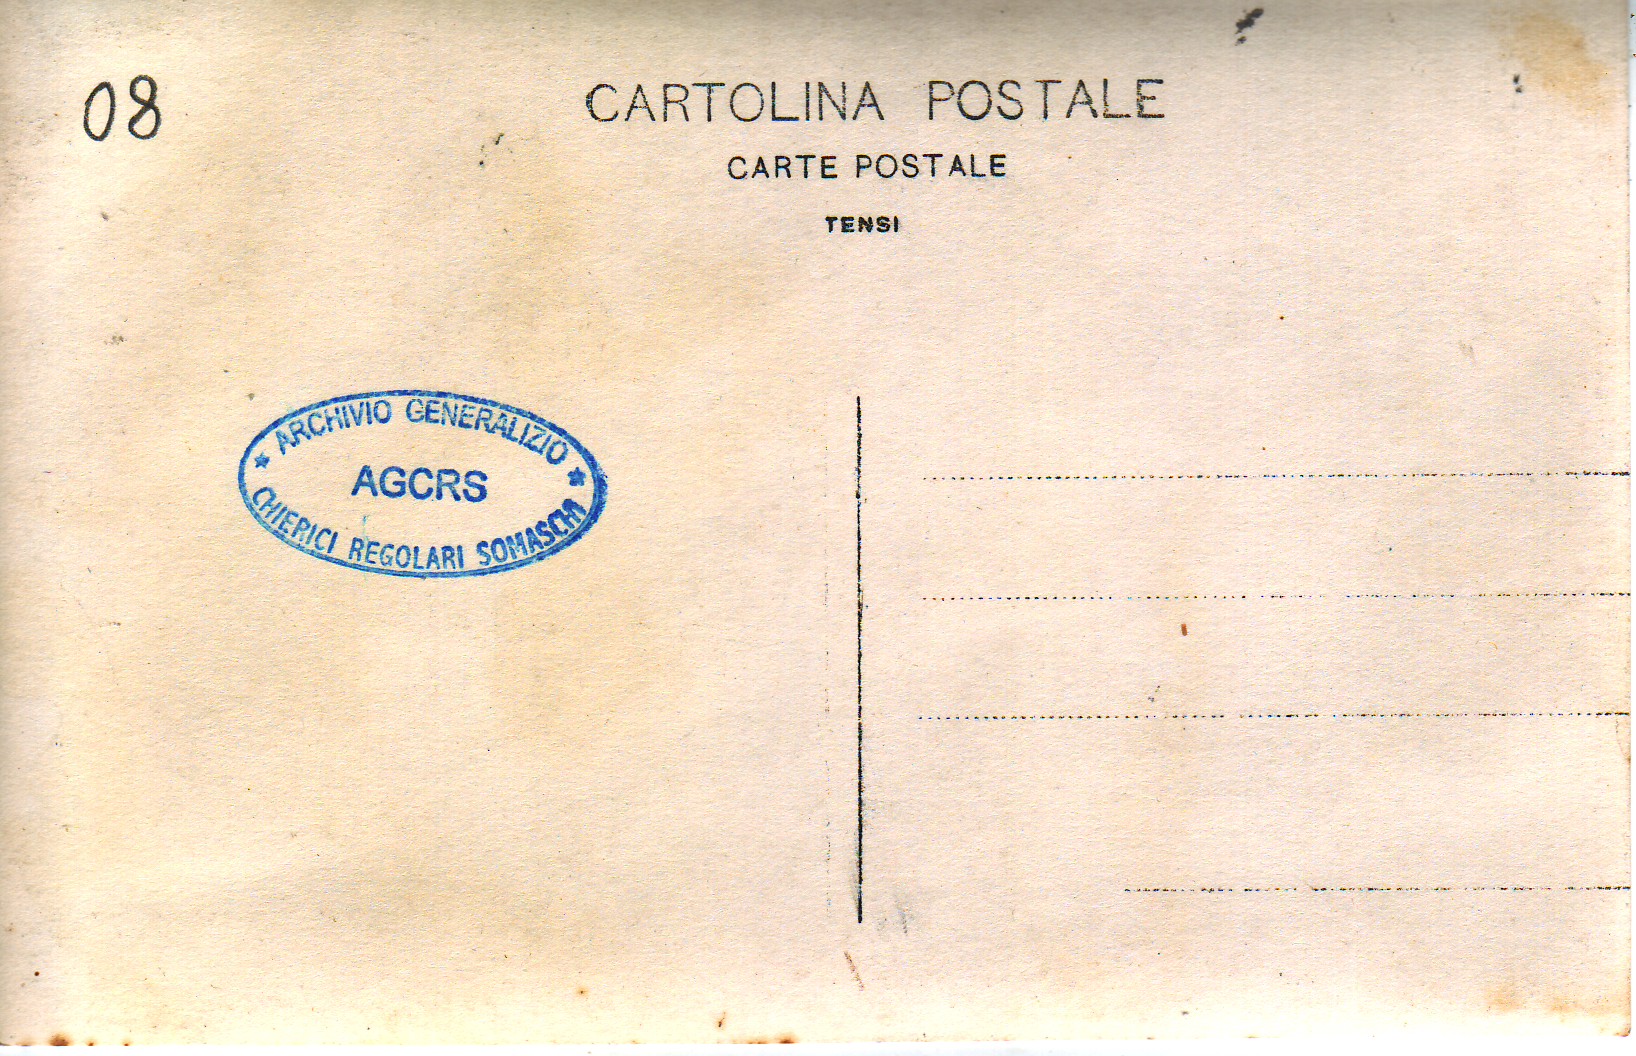 08
CARTOLINA POSTALE
CARTE POSTALE
TENSI
★ ARCHIVIO GENERALIZIO ★
AGCRS
CHIERICI REGOLARI SOMASCHI